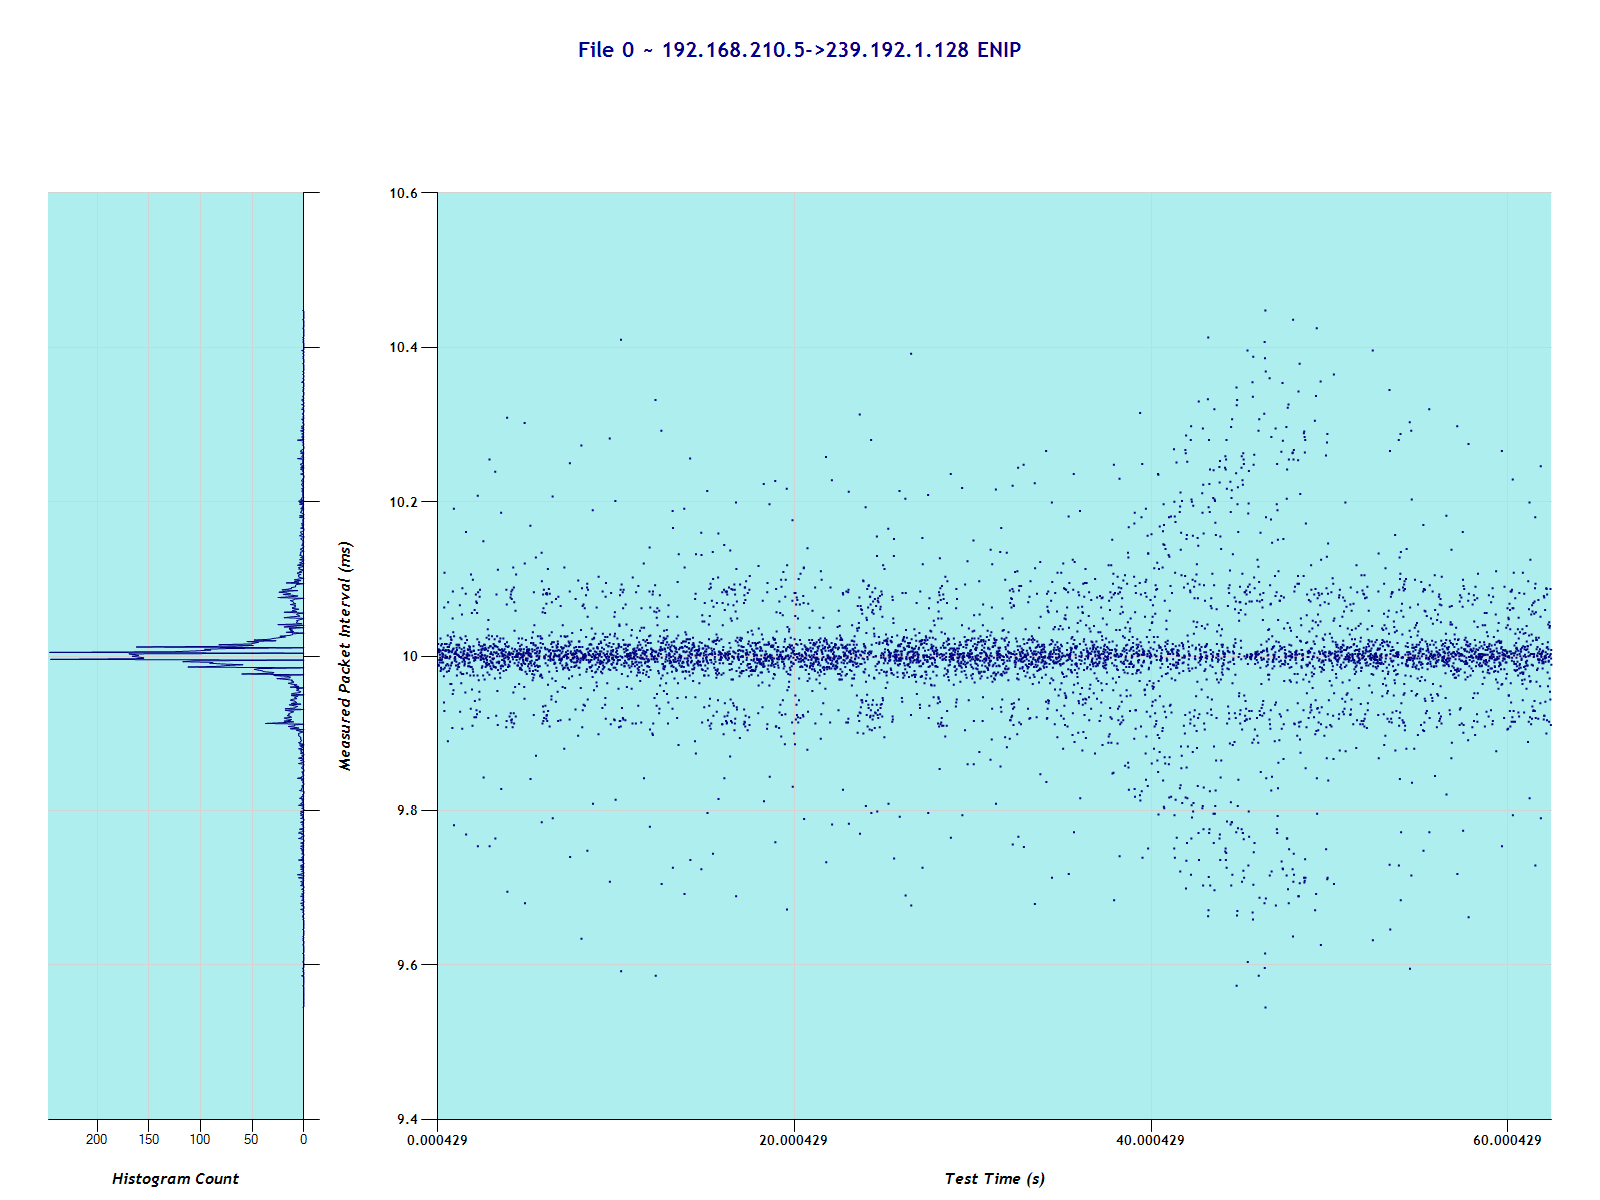 File 0 ~ 192.168.210.5->239.192.1.128 ENIP
10.6
10.4
10.2
10
9.8
9.6
9.4
Measured Packet Interval (ms)
200 150 100 50 0
0.000429 20.000429 40.000429 60.000429
Histogram Count
Test Time (s)